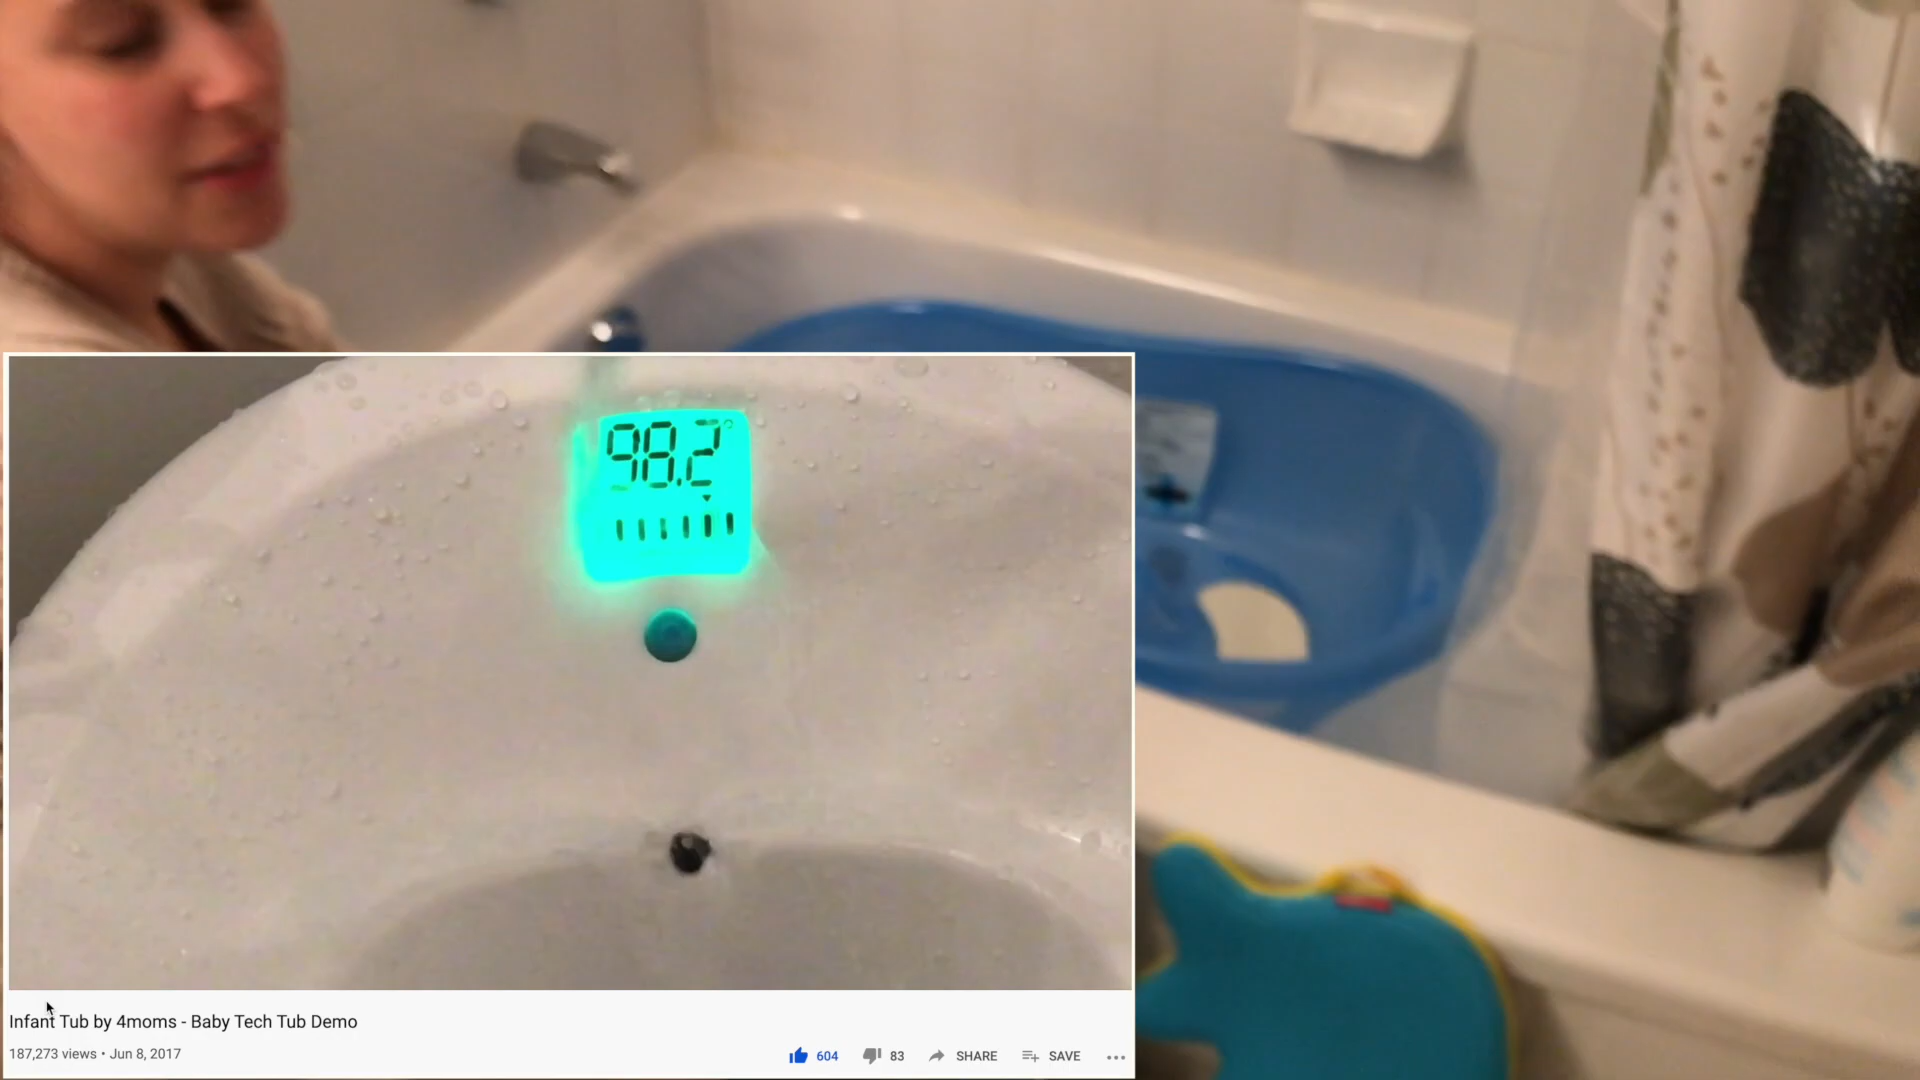 98.2°
Infant Tub by 4moms - Baby Tech Tub Demo
187,273 views • Jun 8, 2017
604 83 SHARE SAVE